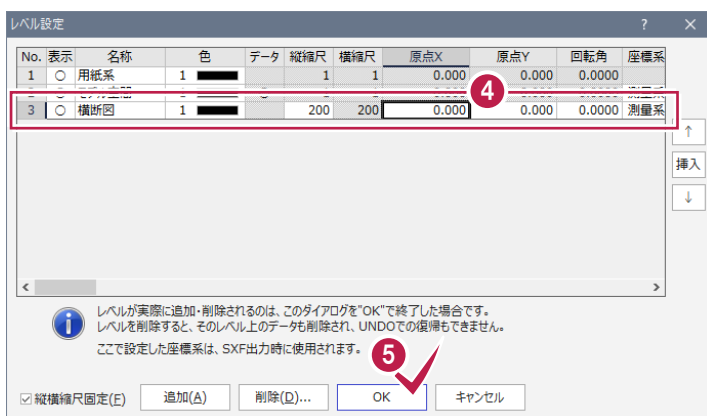 レベル設定 ? ×
No. 表示 名称 色 データ 縦縮尺 横縮尺 原点X 原点Y 回転角 座標系
1 ○ 用紙系 1 1 1 0.000 0.000 0.0000
4
3 ○ 横断図 1 200 200 0.000 0.000 0.0000 測量系
↑
挿入
↓
< >
レベルが実際に追加・削除されるのは、このダイアログを"OK"で終了した場合です。
レベルを削除すると、そのレベル上のデータも削除され、UNDOでの復帰もできません。
ここで設定した座標系は、SXF出力時に使用されます。
5
縦横縮尺固定(F) 追加(A) 削除(D)... OK キャンセル